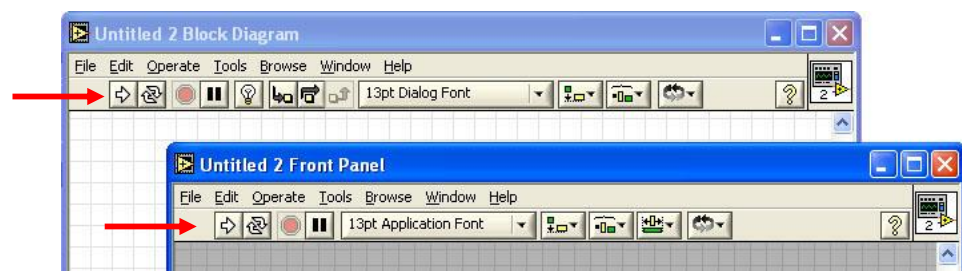 Untitled 2 Block Diagram
File Edit Operate Tools Browse Window Help
13pt Dialog Font
?
2
Untitled 2 Front Panel
File Edit Operate Tools Browse Window Help
13pt Application Font
?
2